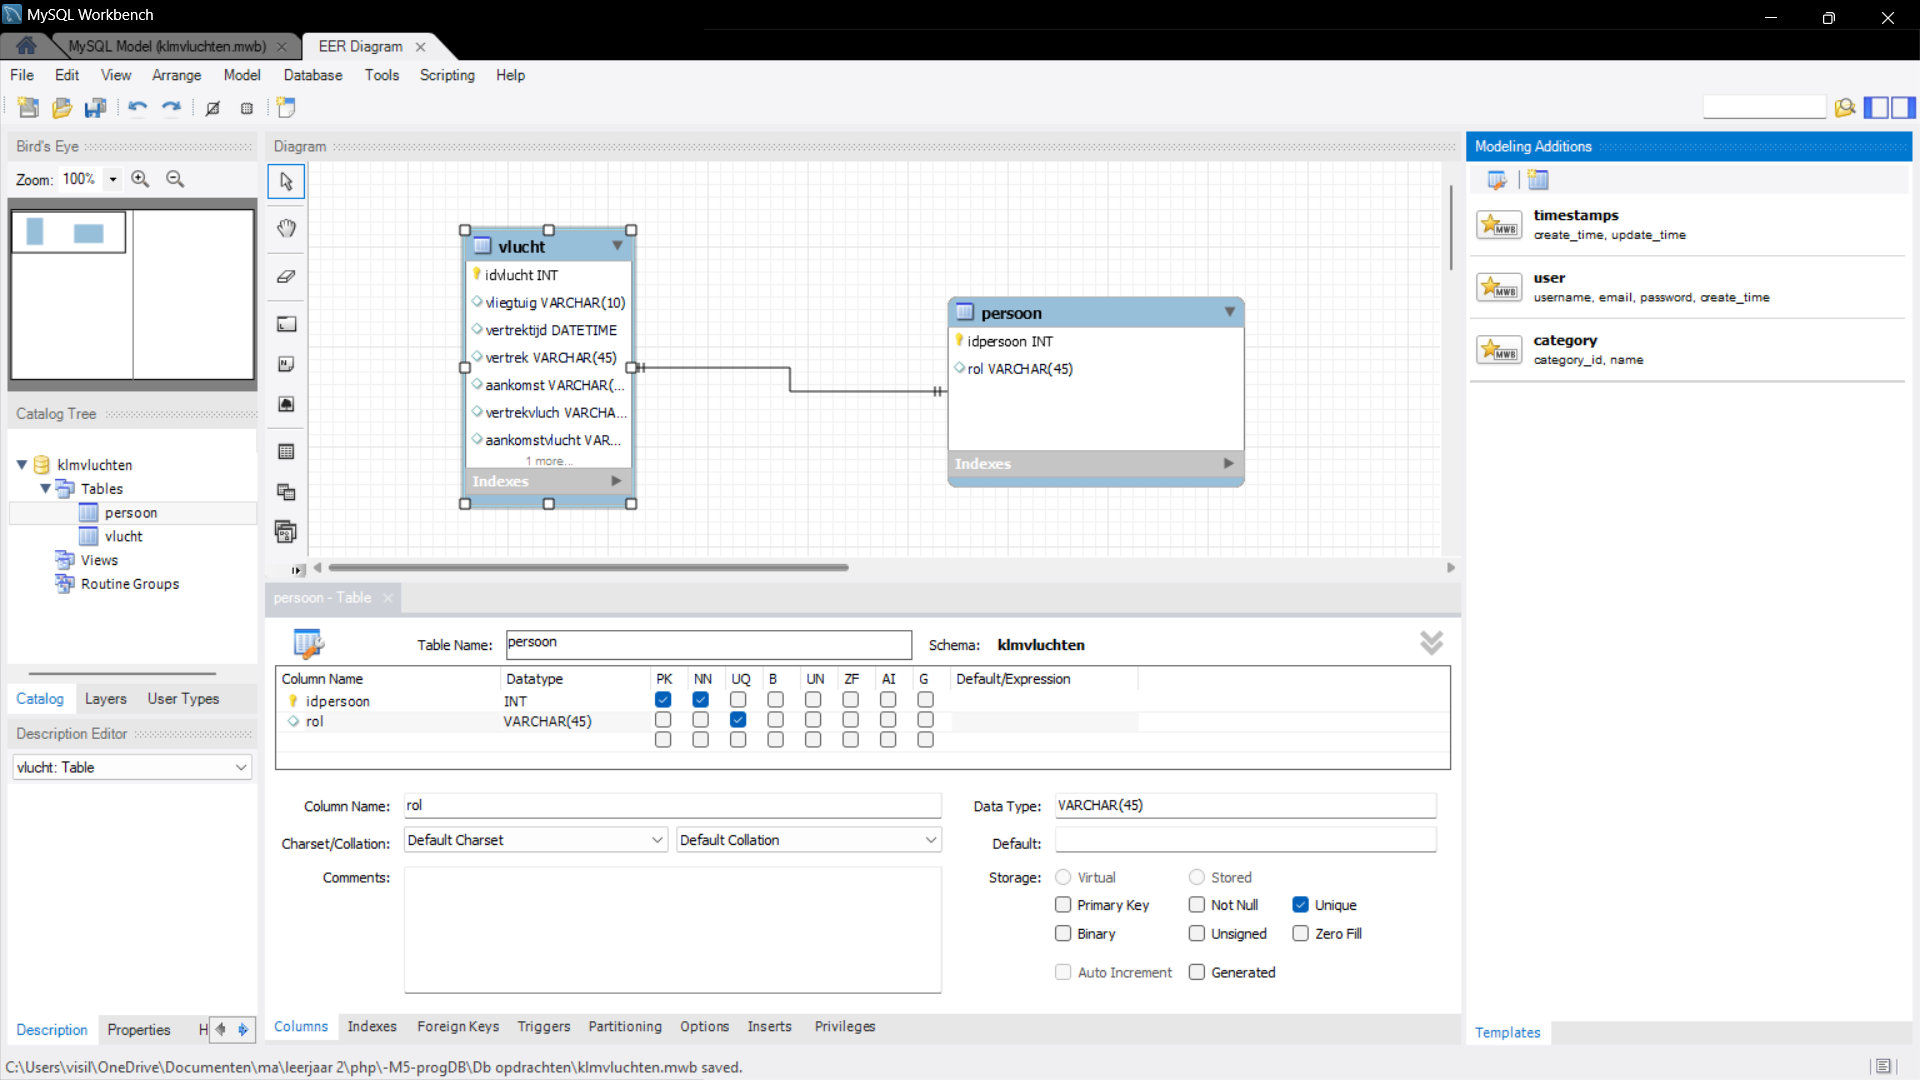 MySQL Workbench
MySQL Model (klmvluchten.mwb)
EER Diagram
File Edit View Arrange Model Database Tools Scripting Help
Bird's Eye
Zoom: 100%
Catalog Tree
klmvluchten
Tables
persoon
vlucht
Views
Routine Groups
Catalog Layers User Types
Description Editor
vlucht: Table
Description Properties H
Diagram
vlucht
idvlucht INT
vliegtuig VARCHAR(10)
vertrektijd DATETIME
vertrek VARCHAR(45)
aankomst VARCHAR(...
vertrekvluch VARCHA...
aankomstvlucht VAR...
1 more...
Indexes
persoon
idpersoon INT
rol VARCHAR(45)
Indexes
persoon - Table
Table Name: persoon Schema: klmvluchten
Column Name Datatype PK NN UQ B UN ZF AI G Default/Expression
idpersoon INT
rol VARCHAR(45)
Column Name: rol Data Type: VARCHAR(45)
Charset/Collation: Default Charset Default Collation Default:
Comments: Storage: Virtual Stored
Primary Key Not Null Unique
Binary Unsigned Zero Fill
Auto Increment Generated
Columns Indexes Foreign Keys Triggers Partitioning Options Inserts Privileges
Modeling Additions
MWB
timestamps
create_time, update_time
MWB
user
username, email, password, create_time
MWB
category
category_id, name
Templates
C:\Users\visil\OneDrive\Documenten\ma\leerjaar 2\php\-M5-progDB\Db opdrachten\klmvluchten.mwb saved.